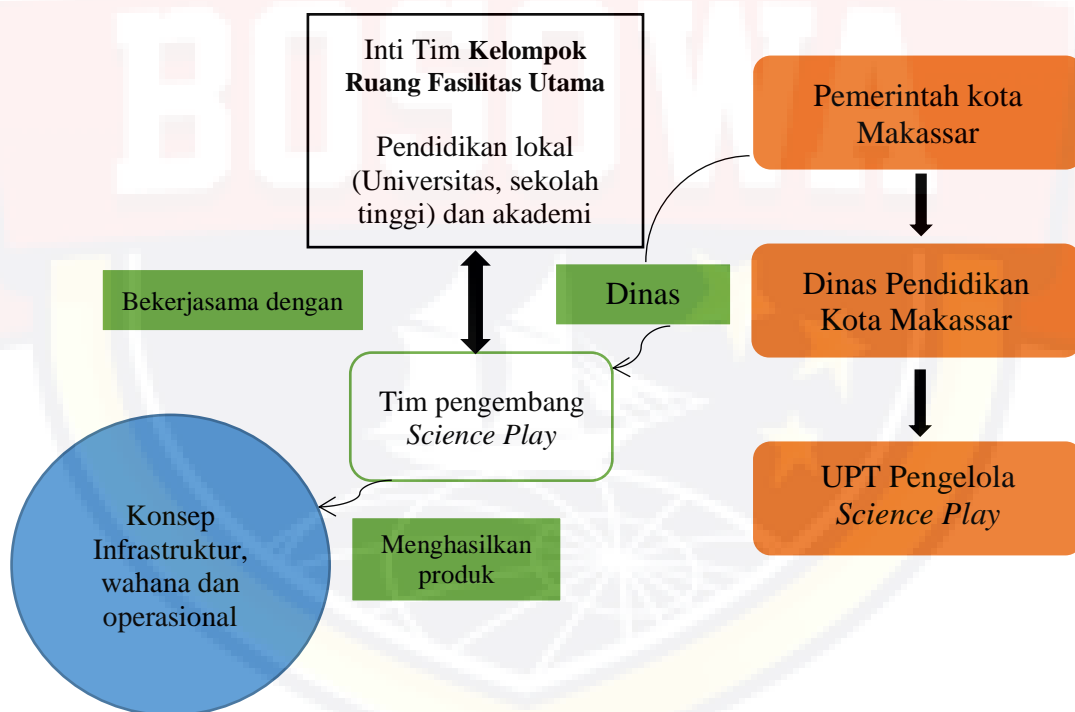 BOSOWA
Inti Tim Kelompok
Ruang Fasilitas Utama
Pendidikan lokal
(Universitas, sekolah
tinggi) dan akademi
Pemerintah kota
Makassar
Bekerjasama dengan
Dinas
Dinas Pendidikan
Kota Makassar
Tim pengembang
Science Play
UPT Pengelola
Science Play
Konsep
Infrastruktur,
wahana dan
operasional
Menghasilkan
produk